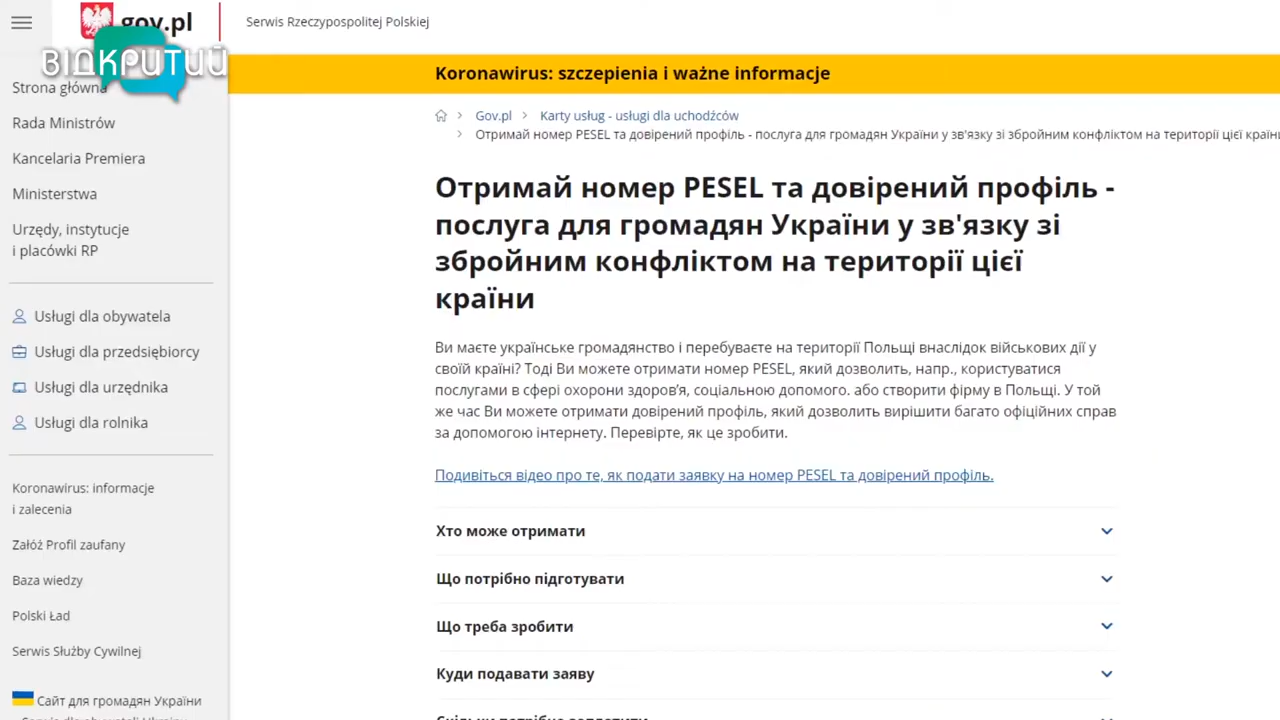 gov.pl
Serwis Rzeczypospolitej Polskiej
ВІДКРИТИЙ
Strona główna
Rada Ministrów
Kancelaria Premiera
Ministerstwa
Urzędy, instytucje
i placówki RP
Usługi dla obywatela
Usługi dla przedsiębiorcy
Usługi dla urzędnika
Usługi dla rolnika
Koronawirus: informacje
i zalecenia
Załóż Profil zaufany
Baza wiedzy
Polski Ład
Serwis Służby Cywilnej
Сайт для громадян України
Koronawirus: szczepienia i ważne informacje
Gov.pl > Karty usług - usługi dla uchodźców
> Отримай номер PESEL та довірений профіль - послуга для громадян України у зв'язку зі збройним конфліктом на території цієї країни
Отримай номер PESEL та довірений профіль -
послуга для громадян України у зв'язку зі
збройним конфліктом на території цієї
країни
Ви маєте українське громадянство і перебуваєте на території Польщі внаслідок військових дії у
своїй країні? Тоді Ви можете отримати номер PESEL, який дозволить, напр., користуватися
послугами в сфері охорони здоров’я, соціальною допомого. або створити фірму в Польщі. У той
же час Ви можете отримати довірений профіль, який дозволить вирішити багато офіційних справ
за допомогою інтернету. Перевірте, як це зробити.
Подивіться відео про те, як подати заявку на номер PESEL та довірений профіль.
Хто може отримати
Що потрібно підготувати
Що треба зробити
Куди подавати заяву
Скільки потрібно заплатити